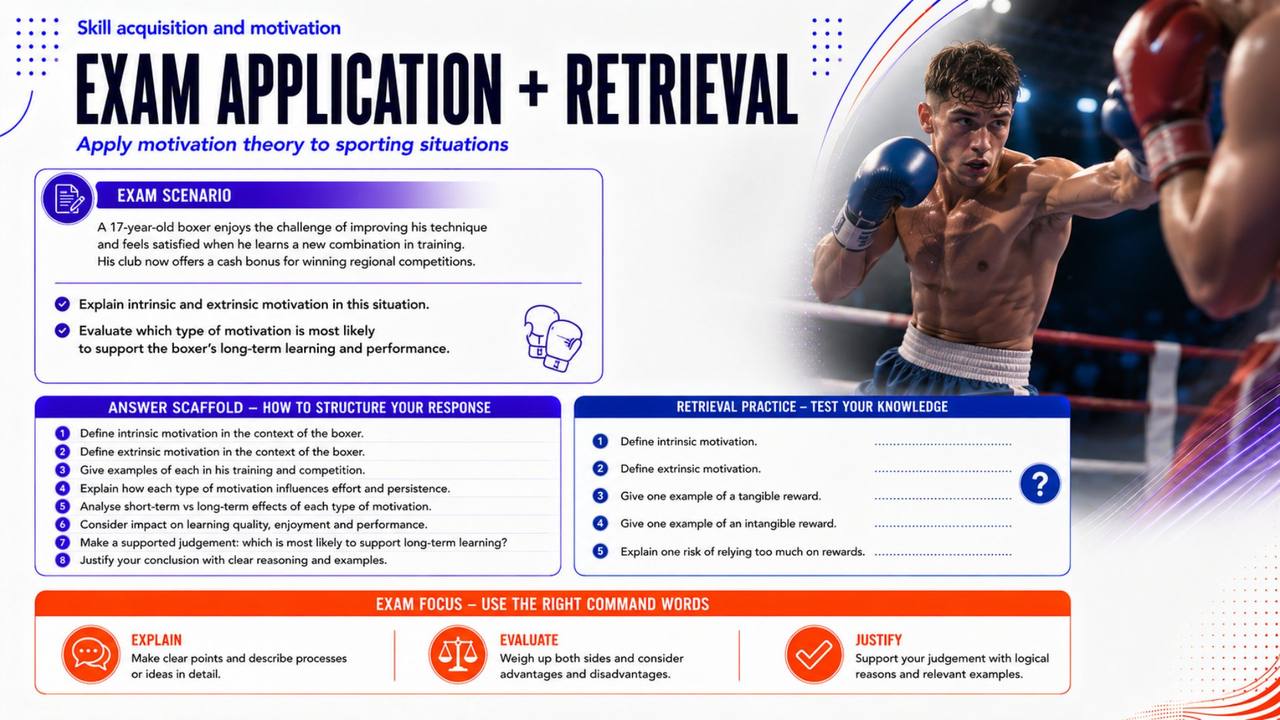 Skill acquisition and motivation
EXAM APPLICATION + RETRIEVAL
Apply motivation theory to sporting situations
EXAM SCENARIO
A 17-year-old boxer enjoys the challenge of improving his technique
and feels satisfied when he learns a new combination in training.
His club now offers a cash bonus for winning regional competitions.
Explain intrinsic and extrinsic motivation in this situation.
Evaluate which type of motivation is most likely
to support the boxer's long-term learning and performance.
ANSWER SCAFFOLD – HOW TO STRUCTURE YOUR RESPONSE
1 Define intrinsic motivation in the context of the boxer.
2 Define extrinsic motivation in the context of the boxer.
3 Give examples of each in his training and competition.
4 Explain how each type of motivation influences effort and persistence.
5 Analyse short-term vs long-term effects of each type of motivation.
6 Consider impact on learning quality, enjoyment and performance.
7 Make a supported judgement: which is most likely to support long-term learning?
8 Justify your conclusion with clear reasoning and examples.
RETRIEVAL PRACTICE – TEST YOUR KNOWLEDGE
1 Define intrinsic motivation. ........................
2 Define extrinsic motivation. ........................
3 Give one example of a tangible reward. ........................
4 Give one example of an intangible reward. ........................
5 Explain one risk of relying too much on rewards. ........................
?
EXAM FOCUS – USE THE RIGHT COMMAND WORDS
EXPLAIN
Make clear points and describe processes
or ideas in detail.
EVALUATE
Weigh up both sides and consider
advantages and disadvantages.
JUSTIFY
Support your judgement with logical
reasons and relevant examples.